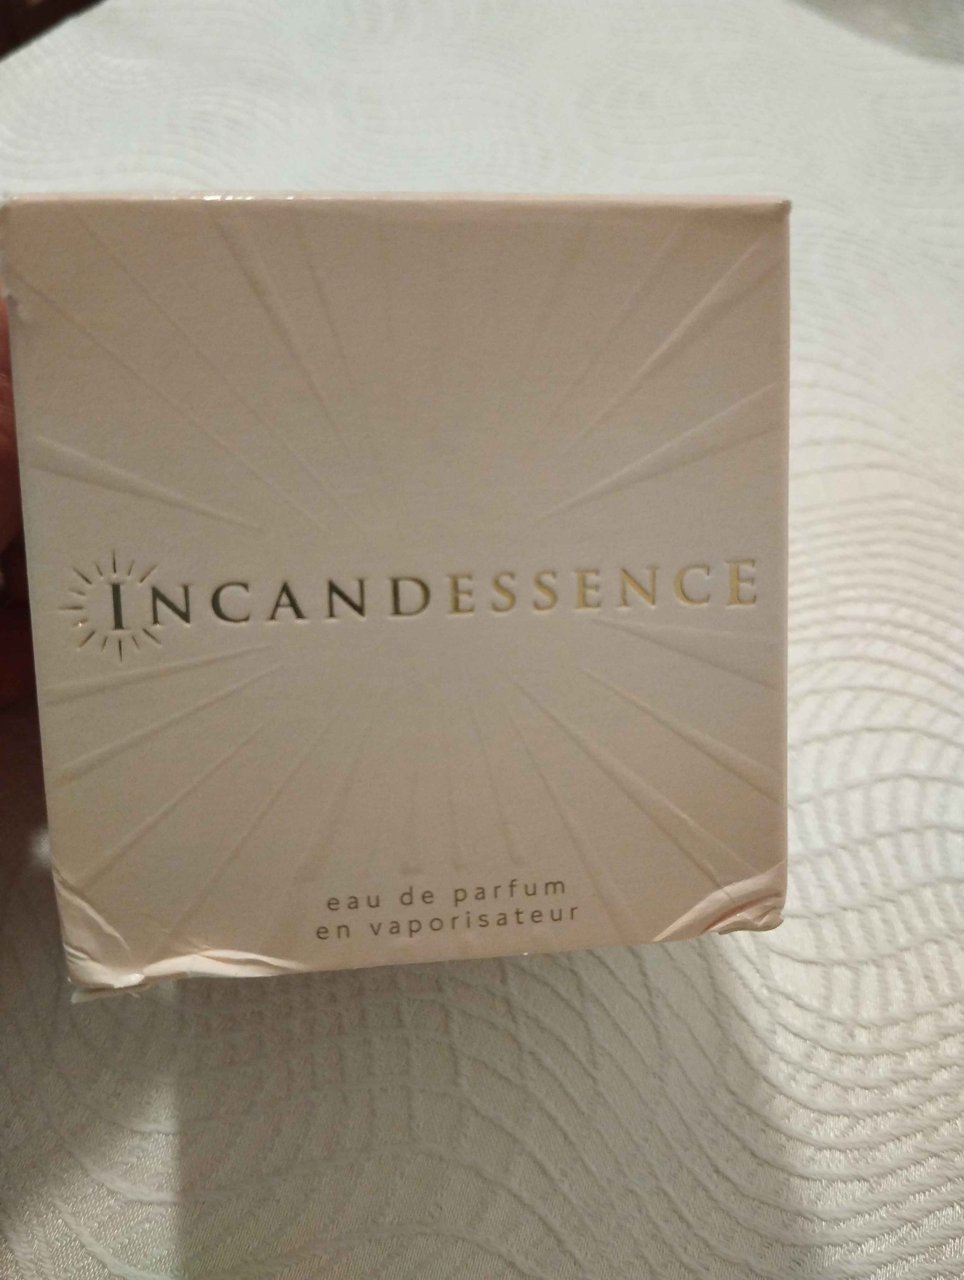 INCANDESSENCE
eau de parfum
en vaporisateur